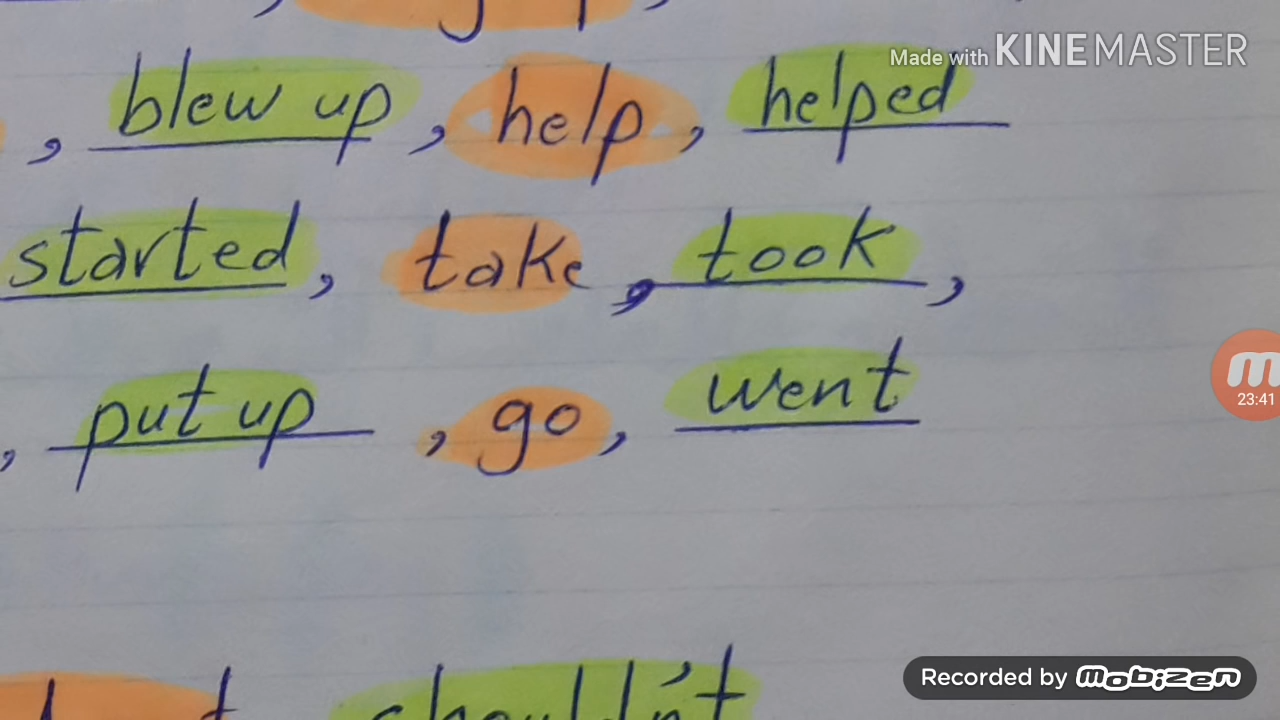 Made with KINEMASTER
, blew up, help, helped
started, take, took,
23:41
, put up, go, went
shouldn't
Recorded by mobizen